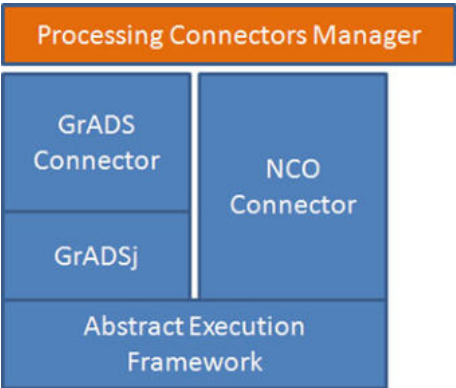 Processing Connectors Manager
GrADS
Connector
NCO
Connector
GrADSj
Abstract Execution
Framework